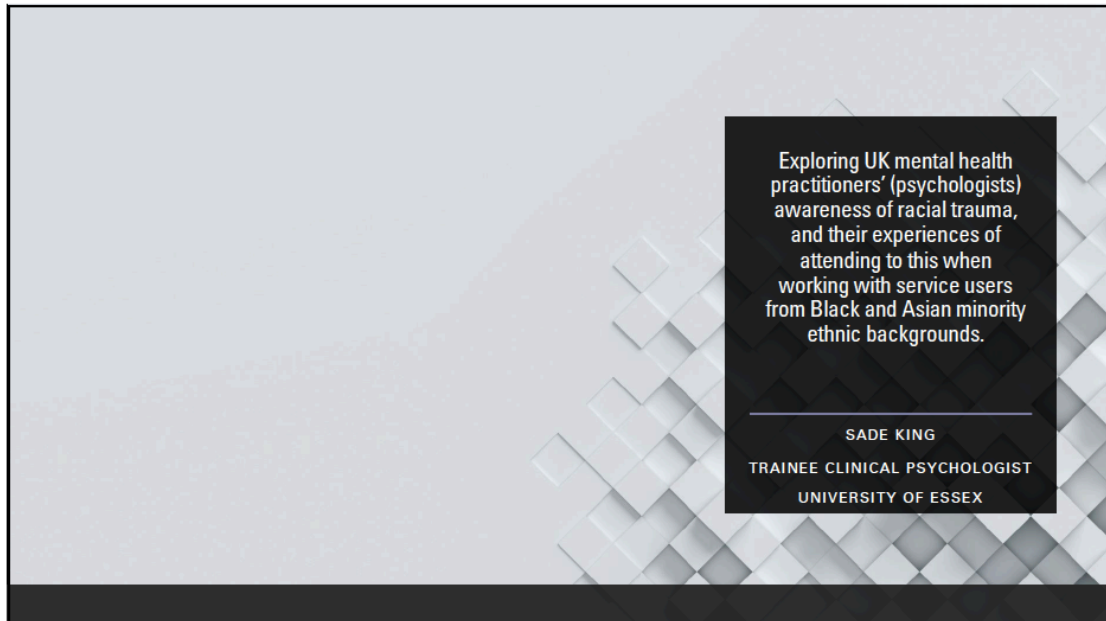 Exploring UK mental health
practitioners’ (psychologists)
awareness of racial trauma,
and their experiences of
attending to this when
working with service users
from Black and Asian minority
ethnic backgrounds.
SADE KING
TRAINEE CLINICAL PSYCHOLOGIST
UNIVERSITY OF ESSEX